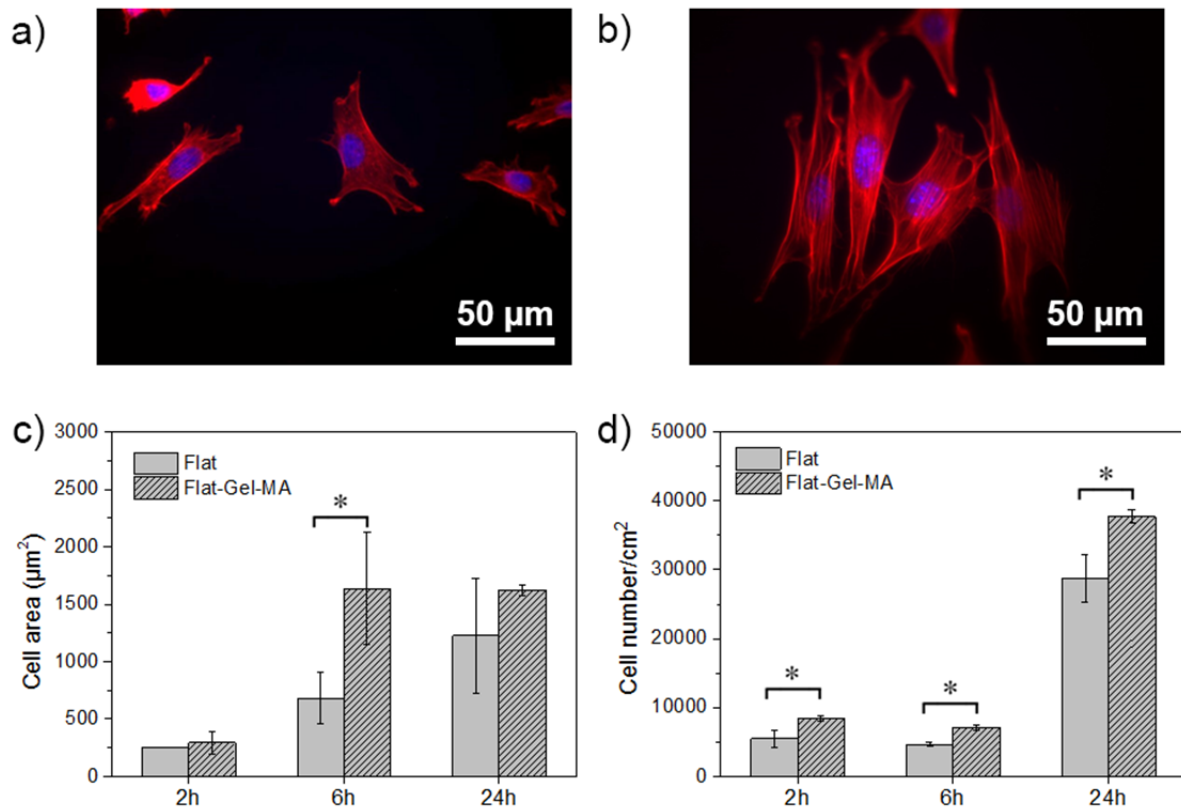 a)
50 µm
b)
50 µm
c)
3000
2500
2000
1500
1000
500
0
Cell area (µm²)
Flat
Flat-Gel-MA
*
2h
6h
24h
d)
50000
40000
30000
20000
10000
0
Cell number/cm²
Flat
Flat-Gel-MA
*
*
*
2h
6h
24h